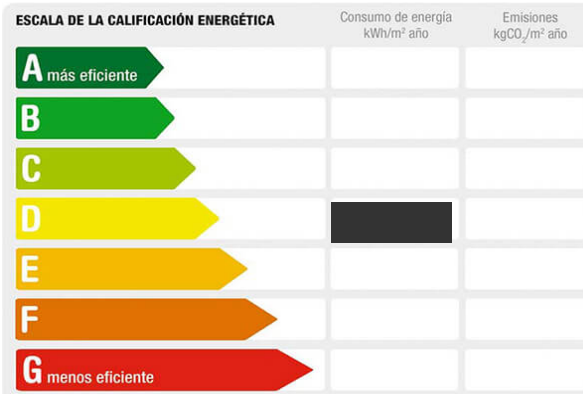 ESCALA DE LA CALIFICACIÓN ENERGÉTICA
Consumo de energía
kWh/m² año
Emisiones
kgCO₂/m² año
A más eficiente
B
C
D
E
F
G menos eficiente